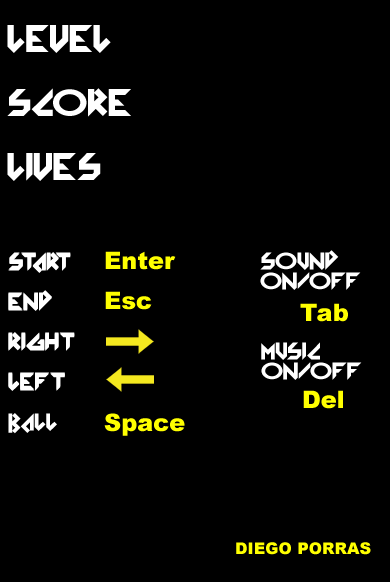 LEVEL
SCORE
LIVES
START Enter
END Esc
RIGHT →
LEFT ←
BALL Space
SOUND
ON/OFF
Tab
MUSIC
ON/OFF
Del
DIEGO PORRAS